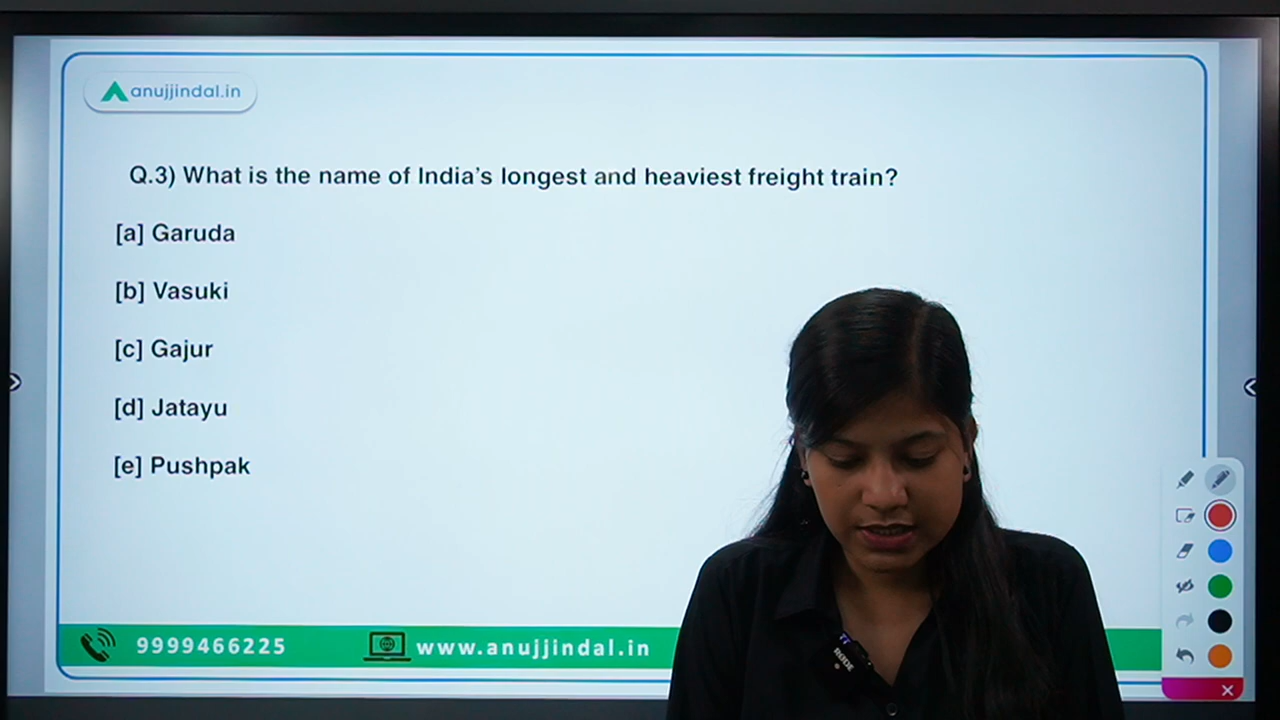 anujjindal.in
Q.3) What is the name of India's longest and heaviest freight train?
[a] Garuda
[b] Vasuki
[c] Gajur
[d] Jatayu
[e] Pushpak
RØDE
9999466225 www.anujjindal.in